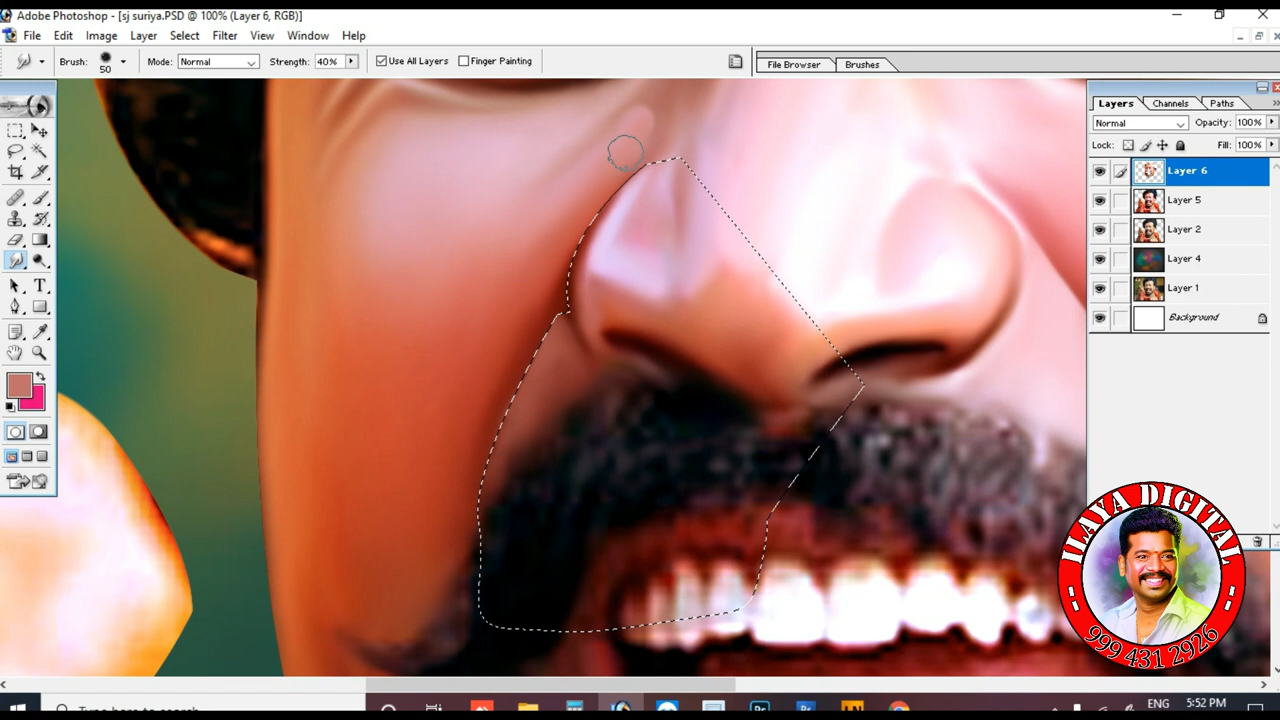 Adobe Photoshop - [sj suriya.PSD @ 100% (Layer 6, RGB)]
File Edit Image Layer Select Filter View Window Help
Brush: 50 Mode: Normal Strength: 40% Use All Layers Finger Painting File Browser Brushes
Layers Channels Paths
Normal Opacity: 100%
Lock: Fill: 100%
Layer 6
Layer 5
Layer 2
Layer 4
Layer 1
Background
ILAYA DIGITAL
999 431 2926
ENG 5:52 PM